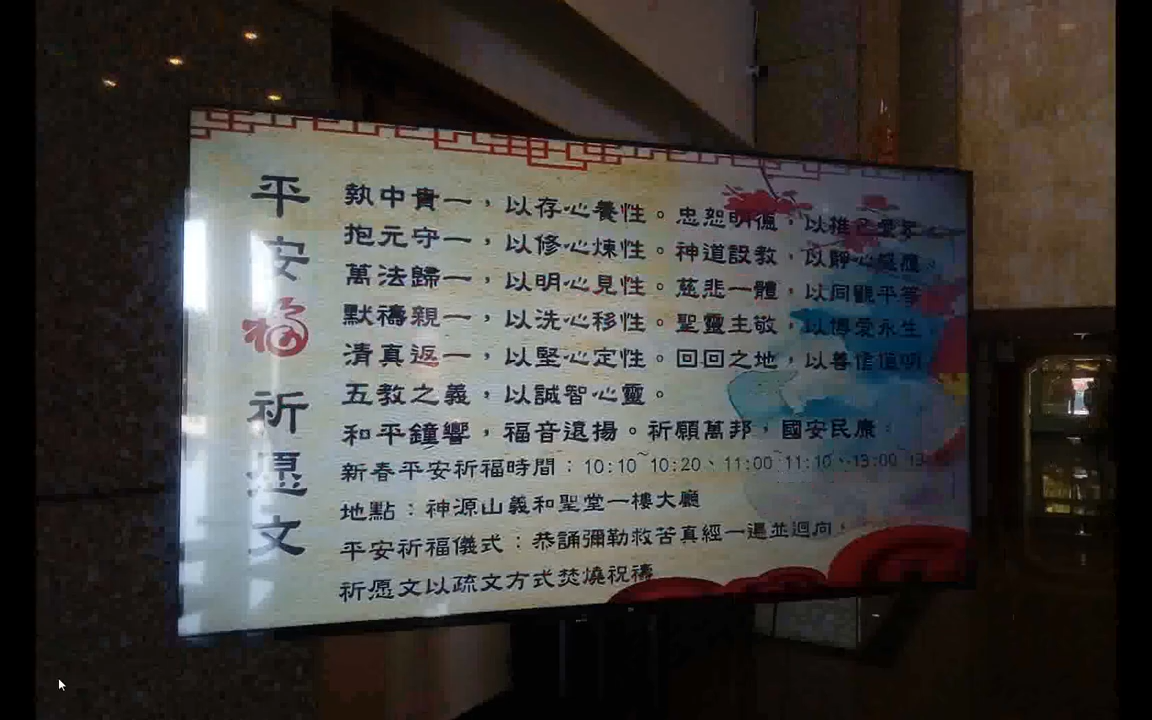 平安福祈愿文
執中貴一，以存心養性。忠恕明德，以推己及
抱元守一，以修心煉性。神道設教，以靜心感應。
萬法歸一，以明心見性。慈悲一體，以同觀平等
默禱親一，以洗心移性。聖靈主敬，以博愛永生。
清真返一，以堅心定性。回回之地，以善信值明
五教之義，以誠智心靈。
和平鐘響，福音遠揚。祈願萬邦，國安民康。
新春平安祈福時間：10:10~10:20、11:00~11:10、13:00~13:
地點：神源山義和聖堂一樓大廳
平安祈福儀式：恭誦彌勒救苦真經一遍並迴向，
祈愿文以疏文方式焚燒祝禱